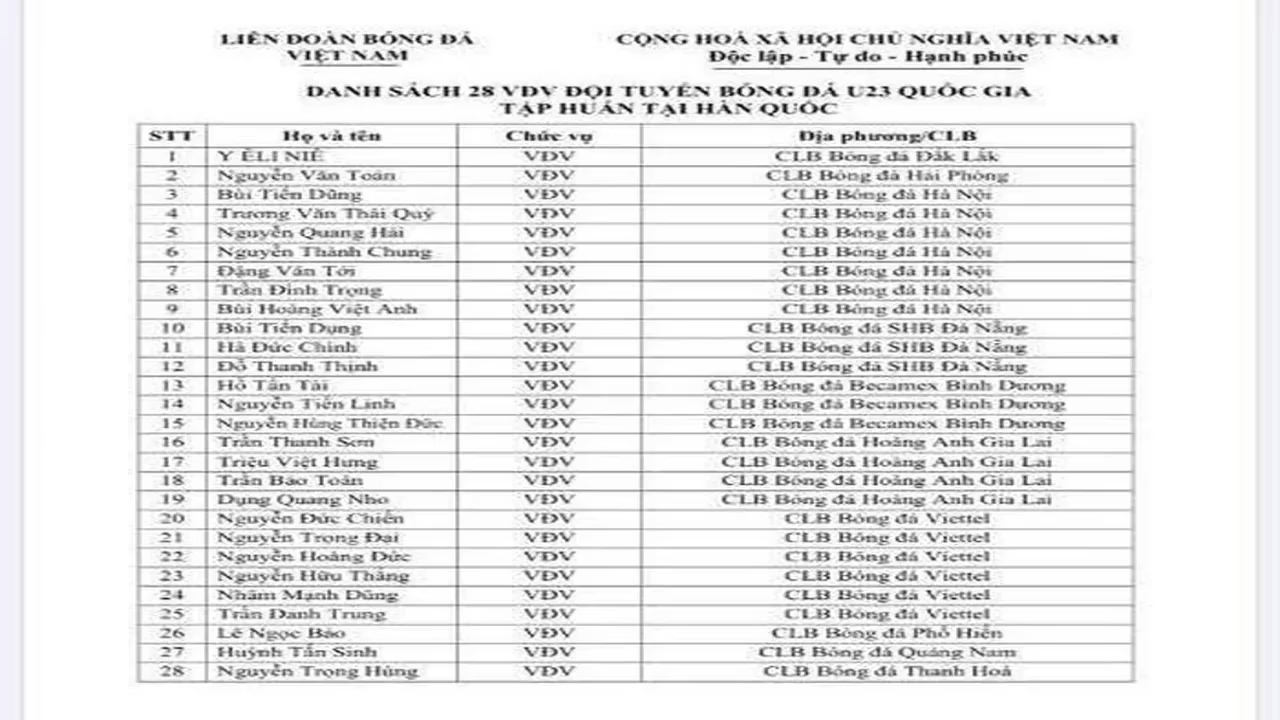 LIÊN ĐOÀN BÓNG ĐÁ
VIỆT NAM
CỘNG HOÀ XÃ HỘI CHỦ NGHĨA VIỆT NAM
Độc lập - Tự do - Hạnh phúc
DANH SÁCH 28 VĐV ĐỘI TUYỂN BÓNG ĐÁ U23 QUỐC GIA
TẬP HUẤN TẠI HÀN QUỐC
STT Họ và tên Chức vụ Địa phương/CLB
1 Y ÊLI NIÊ VĐV CLB Bóng đá Đắk Lắk
2 Nguyễn Văn Toản VĐV CLB Bóng đá Hải Phòng
3 Bùi Tiến Dũng VĐV CLB Bóng đá Hà Nội
4 Trương Văn Thái Quý VĐV CLB Bóng đá Hà Nội
5 Nguyễn Quang Hải VĐV CLB Bóng đá Hà Nội
6 Nguyễn Thành Chung VĐV CLB Bóng đá Hà Nội
7 Đặng Văn Tới VĐV CLB Bóng đá Hà Nội
8 Trần Đình Trọng VĐV CLB Bóng đá Hà Nội
9 Bùi Hoàng Việt Anh VĐV CLB Bóng đá Hà Nội
10 Bùi Tiến Dụng VĐV CLB Bóng đá SHB Đà Nẵng
11 Hà Đức Chinh VĐV CLB Bóng đá SHB Đà Nẵng
12 Đỗ Thanh Thịnh VĐV CLB Bóng đá SHB Đà Nẵng
13 Hồ Tấn Tài VĐV CLB Bóng đá Becamex Bình Dương
14 Nguyễn Tiến Linh VĐV CLB Bóng đá Becamex Bình Dương
15 Nguyễn Hùng Thiện Đức VĐV CLB Bóng đá Becamex Bình Dương
16 Trần Thanh Sơn VĐV CLB Bóng đá Hoàng Anh Gia Lai
17 Triệu Việt Hưng VĐV CLB Bóng đá Hoàng Anh Gia Lai
18 Trần Bảo Toàn VĐV CLB Bóng đá Hoàng Anh Gia Lai
19 Dụng Quang Nho VĐV CLB Bóng đá Hoàng Anh Gia Lai
20 Nguyễn Đức Chiến VĐV CLB Bóng đá Viettel
21 Nguyễn Trọng Đại VĐV CLB Bóng đá Viettel
22 Nguyễn Hoàng Đức VĐV CLB Bóng đá Viettel
23 Nguyễn Hữu Thắng VĐV CLB Bóng đá Viettel
24 Nhâm Mạnh Dũng VĐV CLB Bóng đá Viettel
25 Trần Danh Trung VĐV CLB Bóng đá Viettel
26 Lê Ngọc Bảo VĐV CLB Bóng đá Phố Hiến
27 Huỳnh Tấn Sinh VĐV CLB Bóng đá Quảng Nam
28 Nguyễn Trọng Hùng VĐV CLB Bóng đá Thanh Hoá